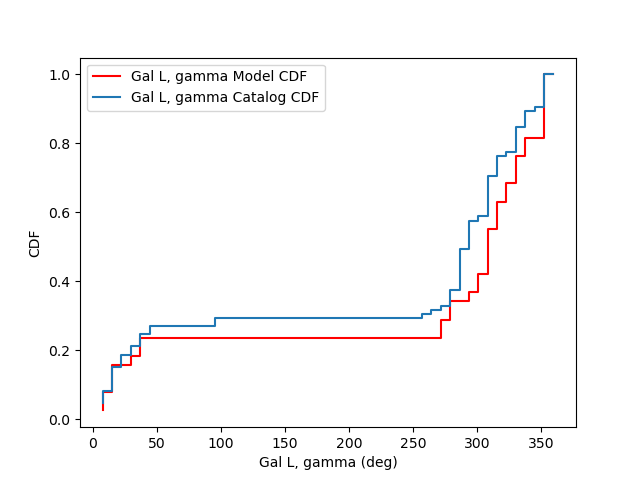 Gal L, gamma Model CDF
Gal L, gamma Catalog CDF
1.0
0.8
0.6
0.4
0.2
0.0
CDF
0 50 100 150 200 250 300 350
Gal L, gamma (deg)